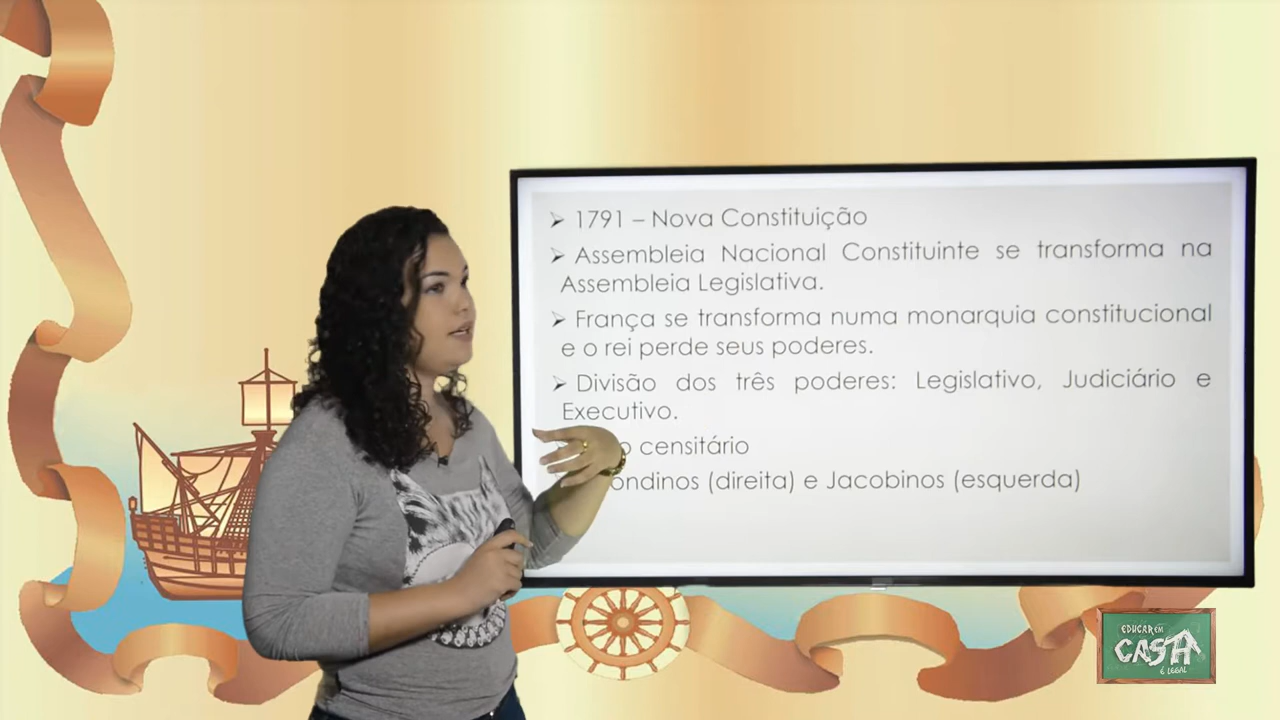 ➢ 1791 – Nova Constituição
➢ Assembleia Nacional Constituinte se transforma na
Assembleia Legislativa.
➢ França se transforma numa monarquia constitucional
e o rei perde seus poderes.
➢ Divisão dos três poderes: Legislativo, Judiciário e
Executivo.
censitário
(direita) e Jacobinos (esquerda)
EDUCAR EM
CASA
É LEGAL